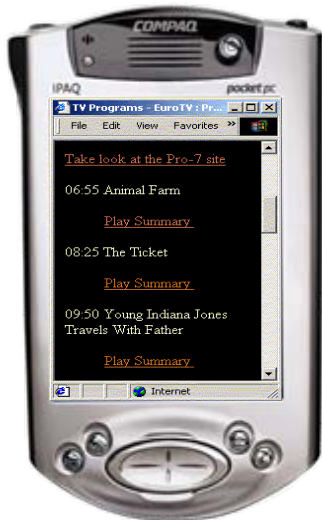 COMPAQ
iPAQ pocket pc
TV Programs - EuroTV : Pr...
File Edit View Favorites »
Take look at the Pro-7 site
06:55 Animal Farm
Play Summary
08:25 The Ticket
Play Summary
09:50 Young Indiana Jones
Travels With Father
Play Summary
Internet